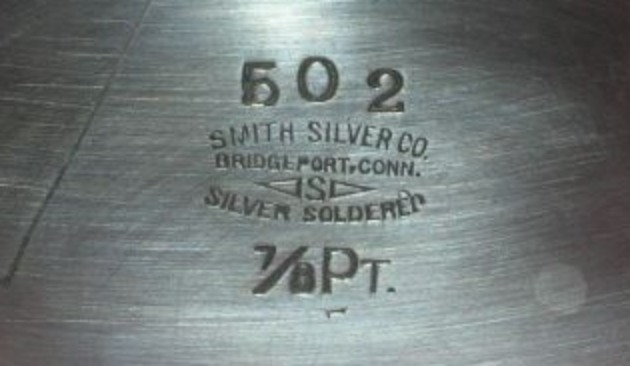 502
SMITH SILVER CO.
BRIDGEPORT, CONN.
S
SILVER SOLDERED
7/8 PT.